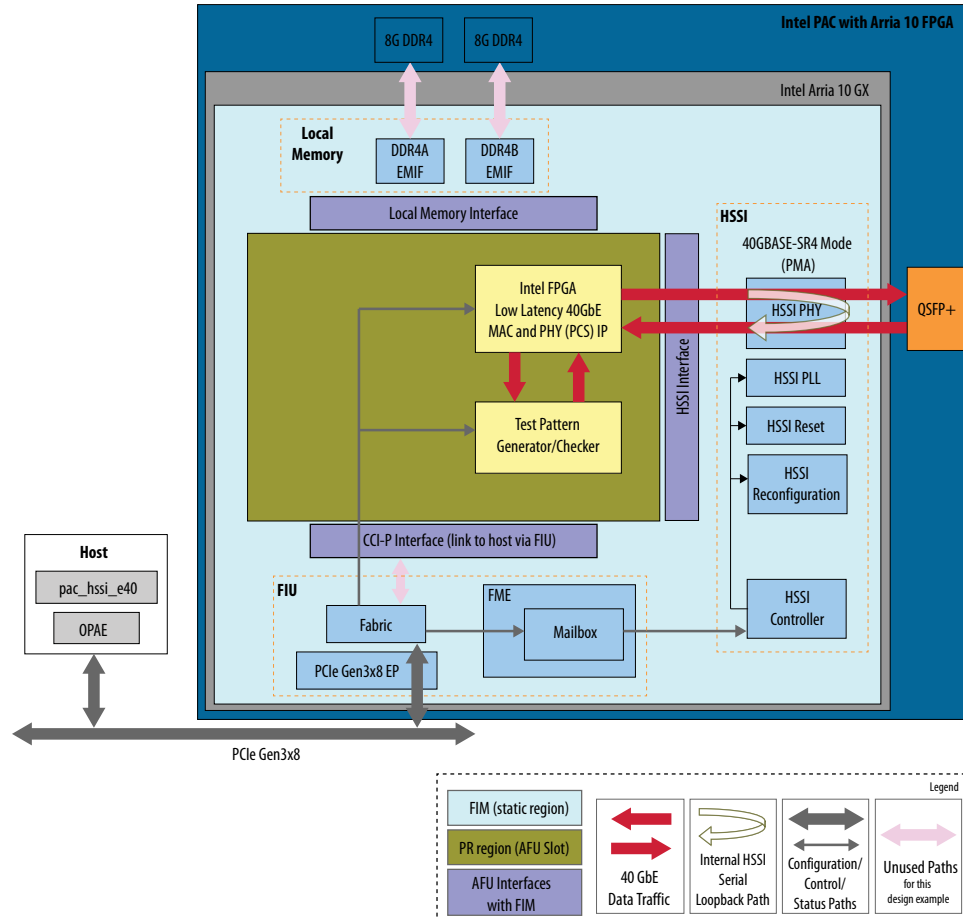 Intel PAC with Arria 10 FPGA
8G DDR4
8G DDR4
Intel Arria 10 GX
Local
Memory
DDR4A
EMIF
DDR4B
EMIF
Local Memory Interface
HSSI
40GBASE-SR4 Mode
(PMA)
Intel FPGA
Low Latency 40GbE
MAC and PHY (PCS) IP
HSSI PHY
QSFP+
HSSI Interface
HSSI PLL
Test Pattern
Generator/Checker
HSSI Reset
HSSI
Reconfiguration
CCI-P Interface (link to host via FIU)
Host
pac_hssi_e40
OPAE
FIU
Fabric
FME
Mailbox
HSSI
Controller
PCIe Gen3x8 EP
PCIe Gen3x8
Legend
FIM (static region)
PR region (AFU Slot)
AFU Interfaces
with FIM
40 GbE
Data Traffic
Internal HSSI
Serial
Loopback Path
Configuration/
Control/
Status Paths
Unused Paths
for this
design example